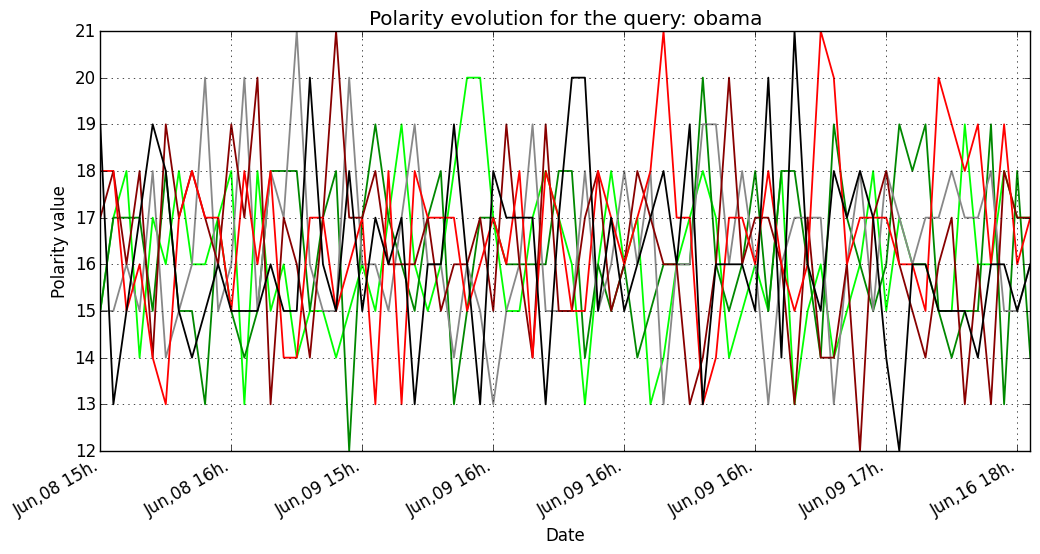 Polarity evolution for the query: obama
21
20
19
18
17
16
15
14
13
12
Polarity value
Jun,08 15h.
Jun,08 16h.
Jun,09 15h.
Jun,09 16h.
Jun,09 16h.
Jun,09 16h.
Jun,09 17h.
Jun,16 18h.
Date